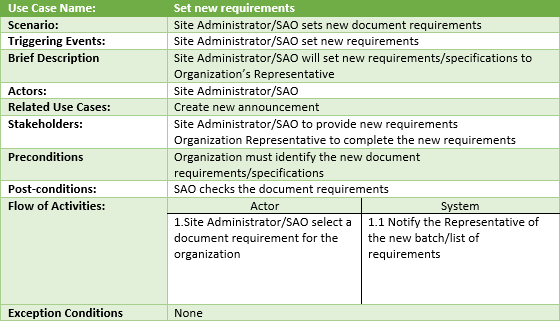 Use Case Name: Set new requirements
Scenario: Site Administrator/SAO sets new document requirements
Triggering Events: Site Administrator/SAO set new requirements
Brief Description Site Administrator/SAO will set new requirements/specifications to
Organization's Representative
Actors: Site Administrator/SAO
Related Use Cases: Create new announcement
Stakeholders: Site Administrator/SAO to provide new requirements
Organization Representative to complete the new requirements
Preconditions Organization must identify the new document
requirements/specifications
Post-conditions: SAO checks the document requirements
Flow of Activities: Actor System
1.Site Administrator/SAO select a
document requirement for the
organization
1.1 Notify the Representative of
the new batch/list of
requirements
Exception Conditions None